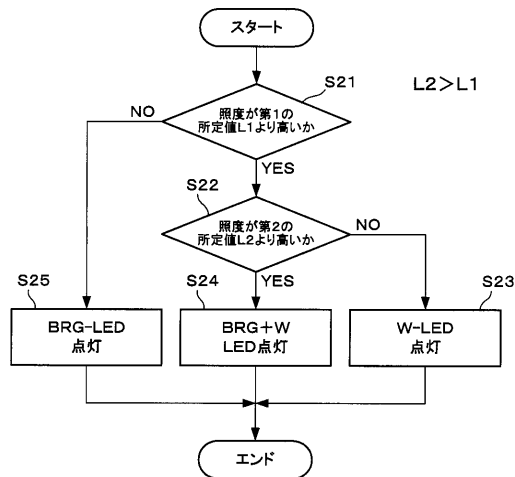 スタート
S21
L2>L1
照度が第1の
所定値L1より高いか
NO
YES
S22
照度が第2の
所定値L2より高いか
NO
YES
S25
S24
S23
BRG-LED
点灯
BRG+W
LED点灯
W-LED
点灯
エンド